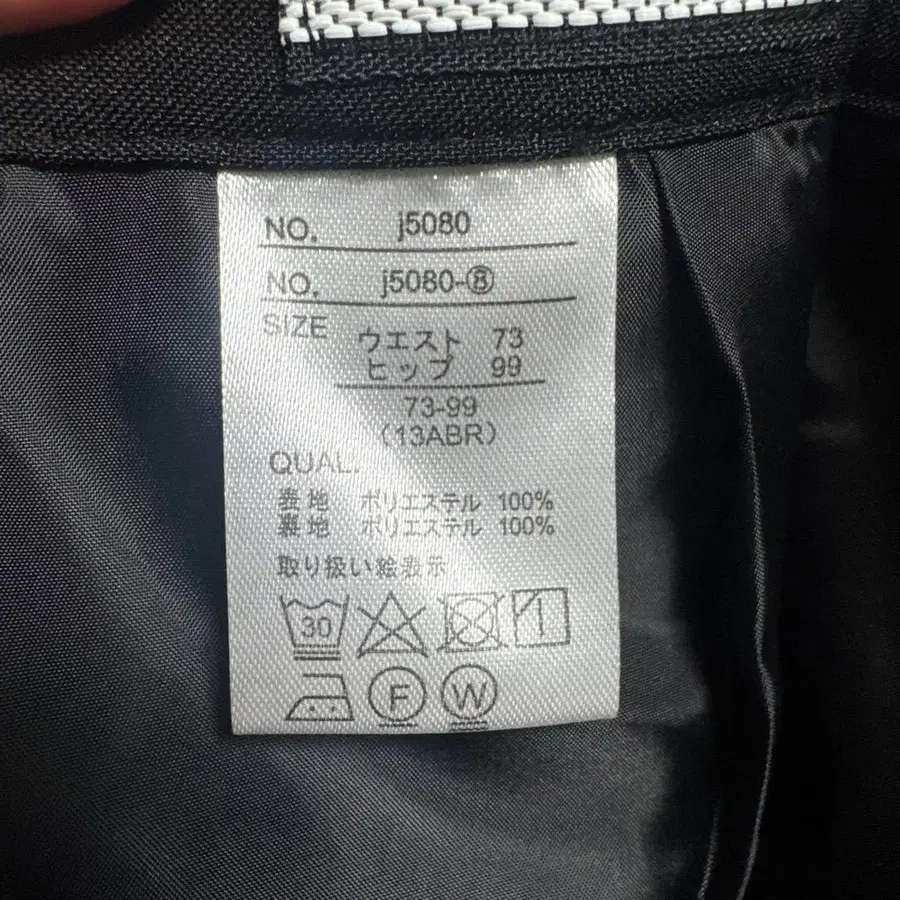 NO. j5080
NO. j5080-⑧
SIZE ウエスト 73
ヒップ 99
73-99
(13ABR)
QUAL.
表地 ポリエステル 100%
裏地 ポリエステル 100%
取り扱い絵表示
30
F W